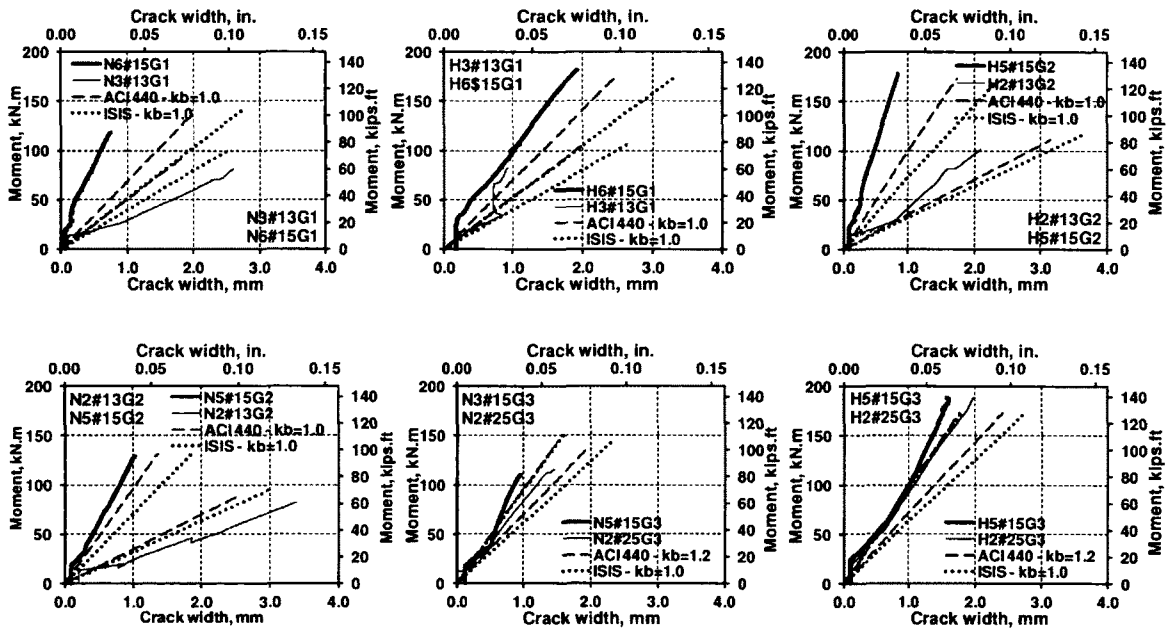 Crack width, in.
0.00 0.05 0.10 0.15
200
150
100
50
0
Moment, kN.m
N6#15G1
N3#13G1
ACI 440 - kb=1.0
ISIS - kb=1.0
N3#13G1
N6#15G1
140
120
100
80
60
40
20
0
Moment, kips.ft
0.0 1.0 2.0 3.0 4.0
Crack width, mm
Crack width, in.
0.00 0.05 0.10 0.15
200
150
100
50
0
Moment, kN.m
H3#13G1
H6$15G1
H6#15G1
H3#13G1
ACI 440 - kb=1.0
ISIS - kb=1.0
140
120
100
80
60
40
20
0
Moment, kips.ft
0.0 1.0 2.0 3.0 4.0
Crack width, mm
Crack width, in.
0.00 0.05 0.10 0.15
200
150
100
50
0
Moment, kN.m
H5#15G2
H2#13G2
ACI 440 - kb=1.0
ISIS - kb=1.0
H2#13G2
H5#15G2
140
120
100
80
60
40
20
0
Moment, kips.ft
0.0 1.0 2.0 3.0 4.0
Crack width, mm
Crack width, in.
0.00 0.05 0.10 0.15
200
150
100
50
0
Moment, kN.m
N2#13G2
N5#15G2
N5#15G2
N2#13G2
ACI 440 - kb=1.0
ISIS - kb=1.0
140
120
100
80
60
40
20
0
Moment, kips.ft
0.0 1.0 2.0 3.0 4.0
Crack width, mm
Crack width, in.
0.00 0.05 0.10 0.15
200
150
100
50
0
Moment, kN.m
N3#15G3
N2#25G3
N5#15G3
N2#25G3
ACI 440 - kb=1.2
ISIS - kb=1.0
140
120
100
80
60
40
20
0
Moment, kips.ft
0.0 1.0 2.0 3.0 4.0
Crack width, mm
Crack width, in.
0.00 0.05 0.10 0.15
200
150
100
50
0
Moment, kN.m
H5#15G3
H2#25G3
H5#15G3
H2#25G3
ACI 440 - kb=1.2
ISIS - kb=1.0
140
120
100
80
60
40
20
0
Moment, kips.ft
0.0 1.0 2.0 3.0 4.0
Crack width, mm